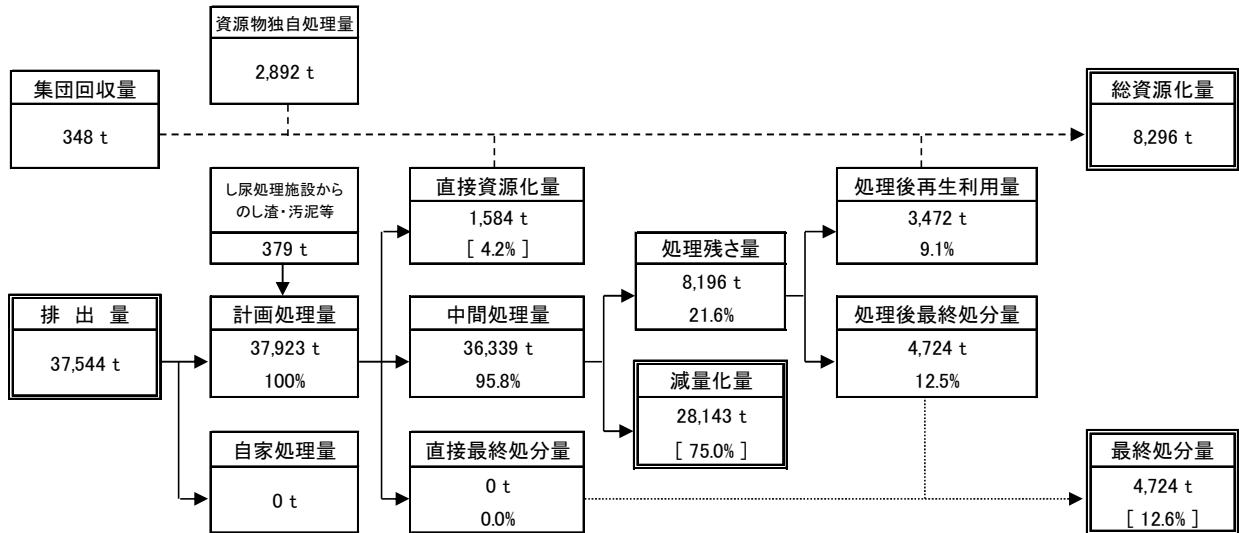 資源物独自処理量
2,892 t
集団回収量
348 t
総資源化量
8,296 t
し尿処理施設から
のし渣・汚泥等
379 t
直接資源化量
1,584 t
[ 4.2% ]
処理後再生利用量
3,472 t
9.1%
処理残さ量
8,196 t
21.6%
排 出 量
37,544 t
計画処理量
37,923 t
100%
中間処理量
36,339 t
95.8%
処理後最終処分量
4,724 t
12.5%
減量化量
28,143 t
[ 75.0% ]
自家処理量
0 t
直接最終処分量
0 t
0.0%
最終処分量
4,724 t
[ 12.6% ]